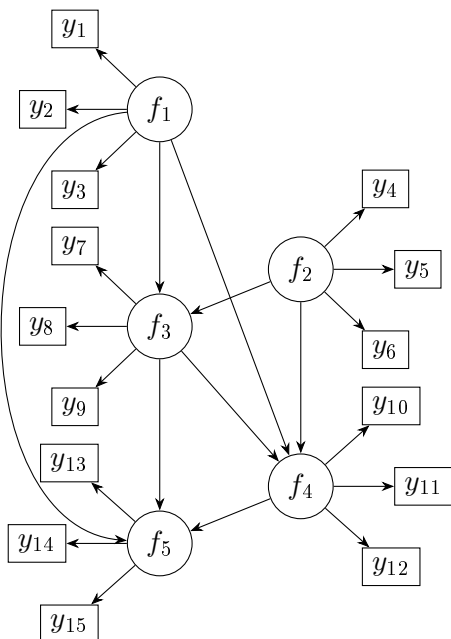 y₁
y₂
f₁
y₃
y₄
y₇
f₂
y₅
y₈
f₃
y₆
y₉
y₁₀
y₁₃
f₄
y₁₁
y₁₄
f₅
y₁₂
y₁₅